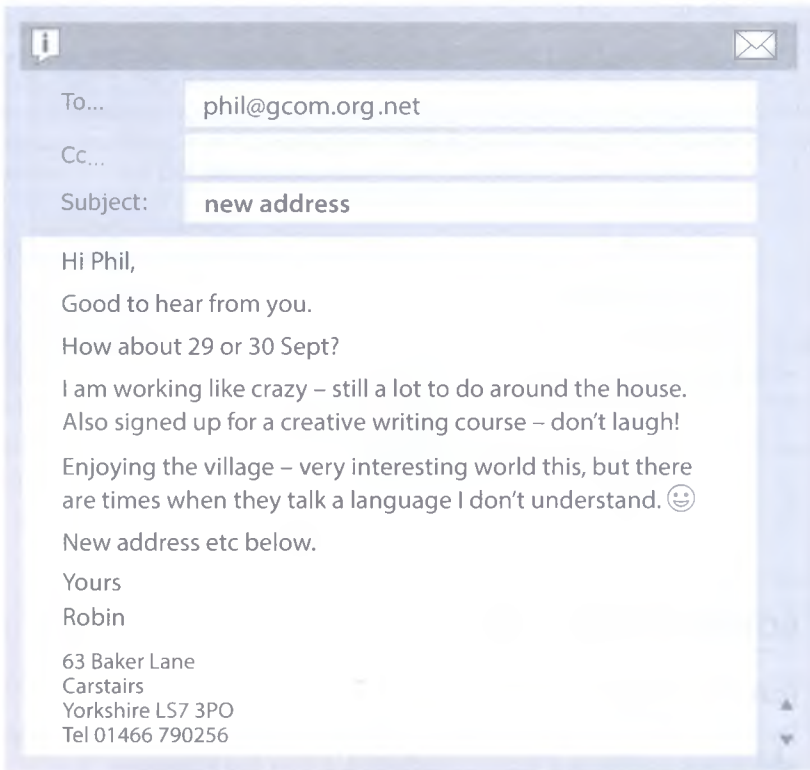 i
To...
phil@gcom.org.net
Cc...
Subject:
new address
Hi Phil,
Good to hear from you.
How about 29 or 30 Sept?
I am working like crazy – still a lot to do around the house.
Also signed up for a creative writing course – don't laugh!
Enjoying the village – very interesting world this, but there
are times when they talk a language I don't understand.
New address etc below.
Yours
Robin
63 Baker Lane
Carstairs
Yorkshire LS7 3PO
Tel 01466 790256